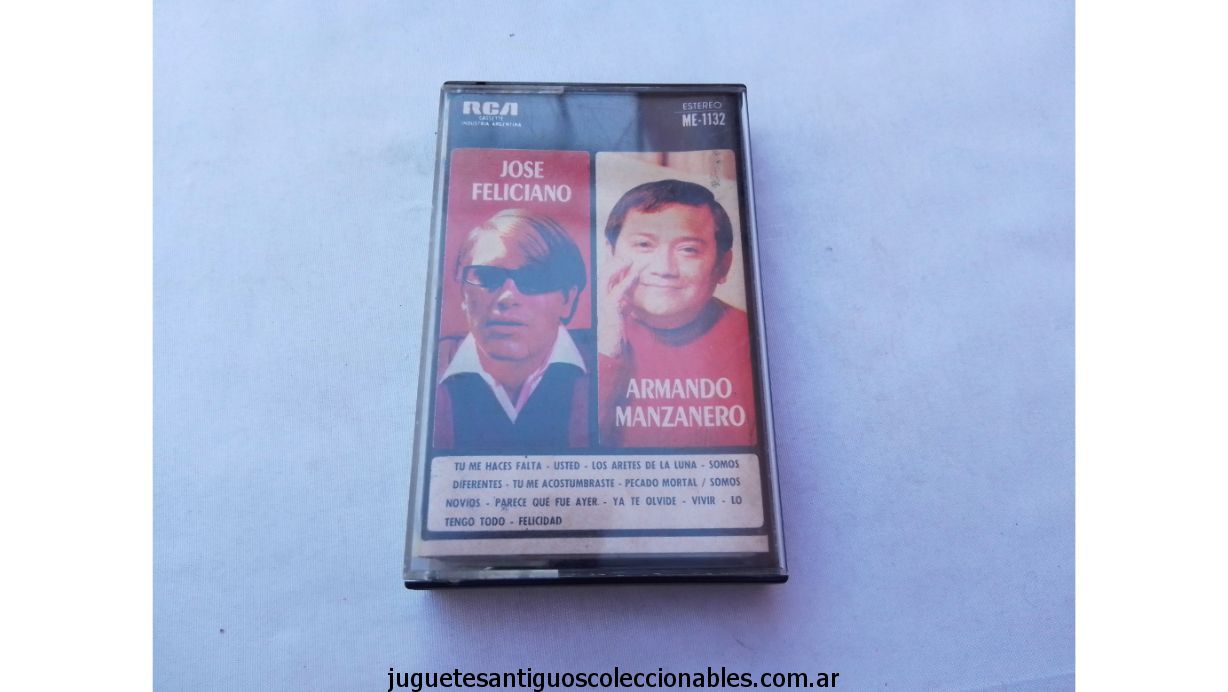 RCA
CASSETTE
INDUSTRIA ARGENTINA
ESTEREO
ME-1132
JOSE
FELICIANO
ARMANDO
MANZANERO
TU ME HACES FALTA - USTED - LOS ARETES DE LA LUNA - SOMOS
DIFERENTES - TU ME ACOSTUMBRASTE - PECADO MORTAL / SOMOS
NOVIOS - PARECE QUE FUE AYER - YA TE OLVIDE - VIVIR - LO
TENGO TODO - FELICIDAD
juguetesantiguoscoleccionables.com.ar